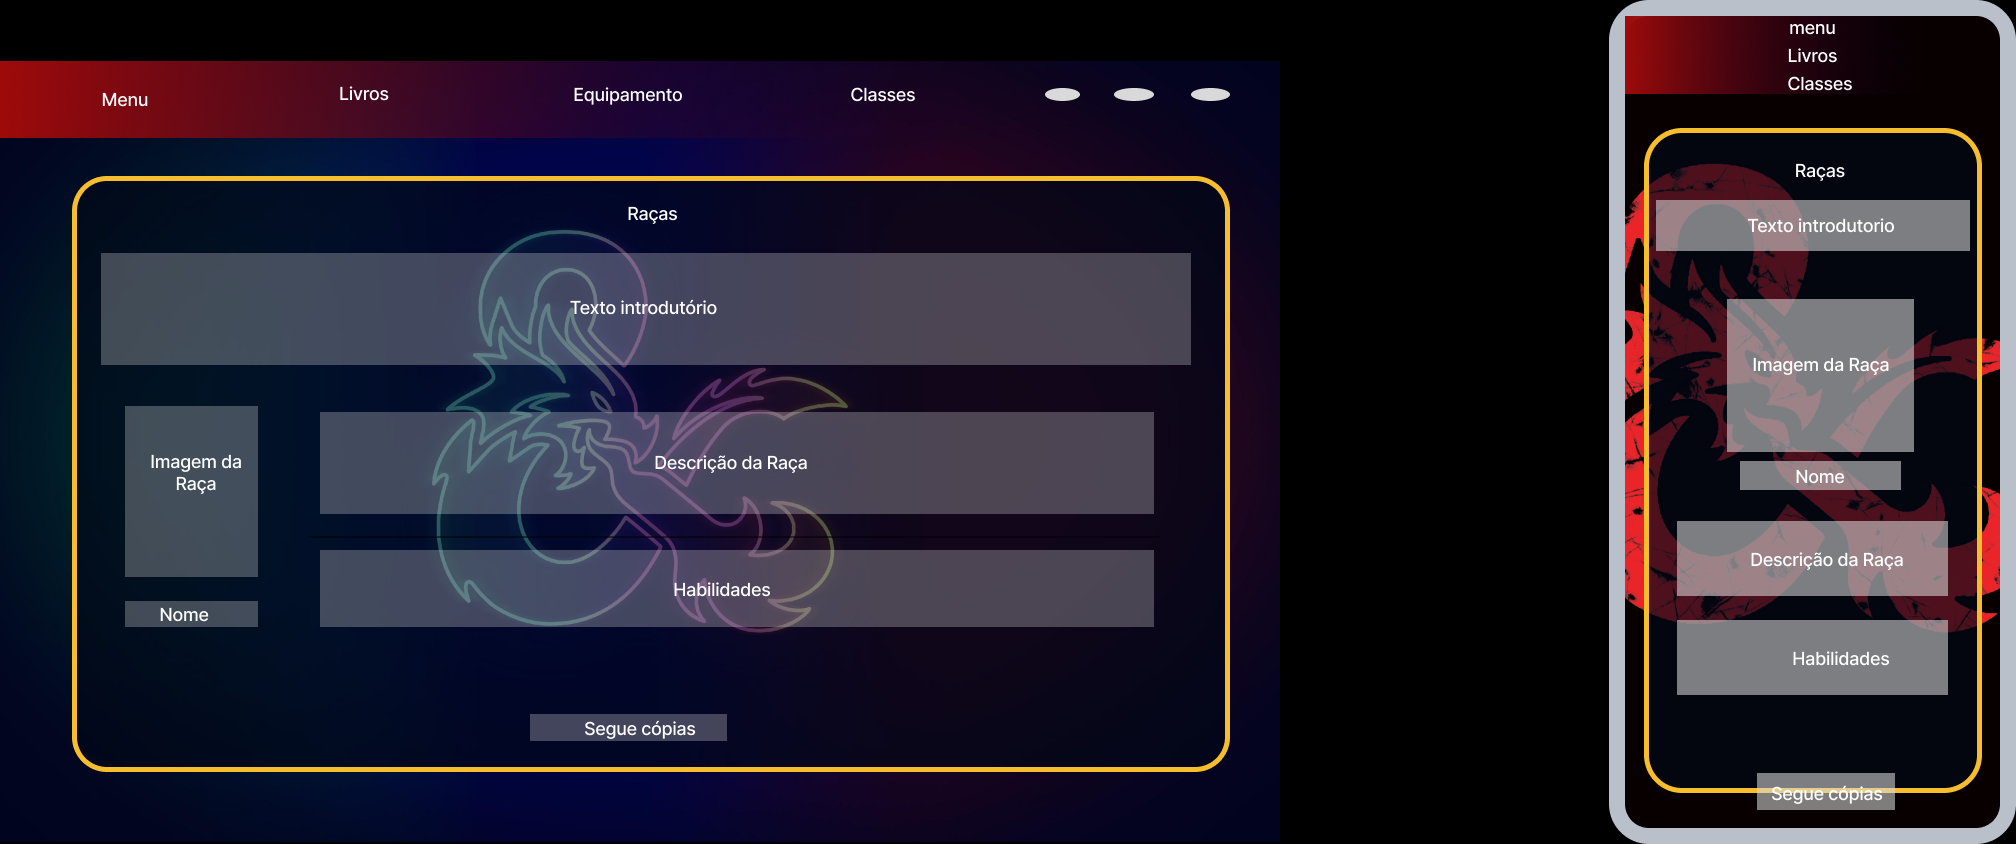 Menu
Livros
Equipamento
Classes
Raças
Texto introdutório
Imagem da
Raça
Descrição da Raça
Habilidades
Nome
Segue cópias
menu
Livros
Classes
Raças
Texto introdutorio
Imagem da Raça
Nome
Descrição da Raça
Habilidades
Segue cópias